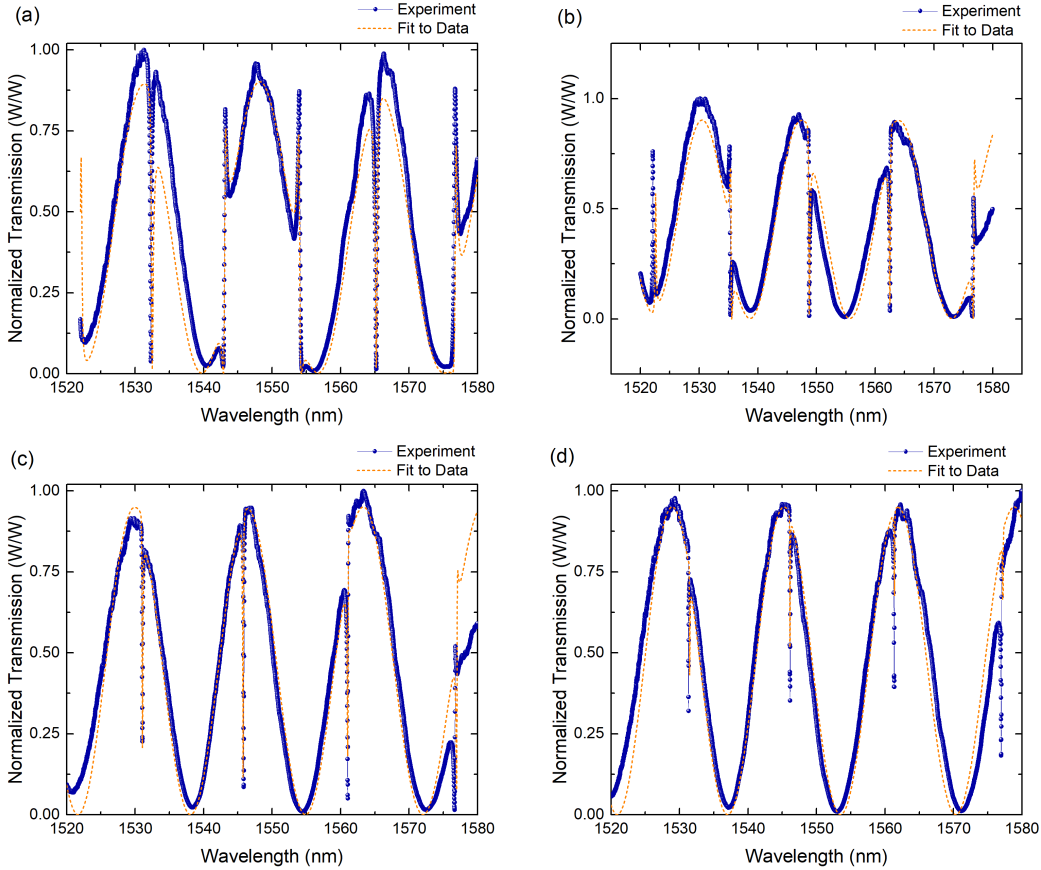 (a)
Experiment
Fit to Data
1.00
0.75
0.50
0.25
0.00
Normalized Transmission (W/W)
1520 1530 1540 1550 1560 1570 1580
Wavelength (nm)
(b)
Experiment
Fit to Data
1.0
0.5
0.0
Normalized Transmission (W/W)
1520 1530 1540 1550 1560 1570 1580
Wavelength (nm)
(c)
Experiment
Fit to Data
1.00
0.75
0.50
0.25
0.00
Normalized Transmission (W/W)
1520 1530 1540 1550 1560 1570 1580
Wavelength (nm)
(d)
Experiment
Fit to Data
1.00
0.75
0.50
0.25
0.00
Normalized Transmission (W/W)
1520 1530 1540 1550 1560 1570 1580
Wavelength (nm)